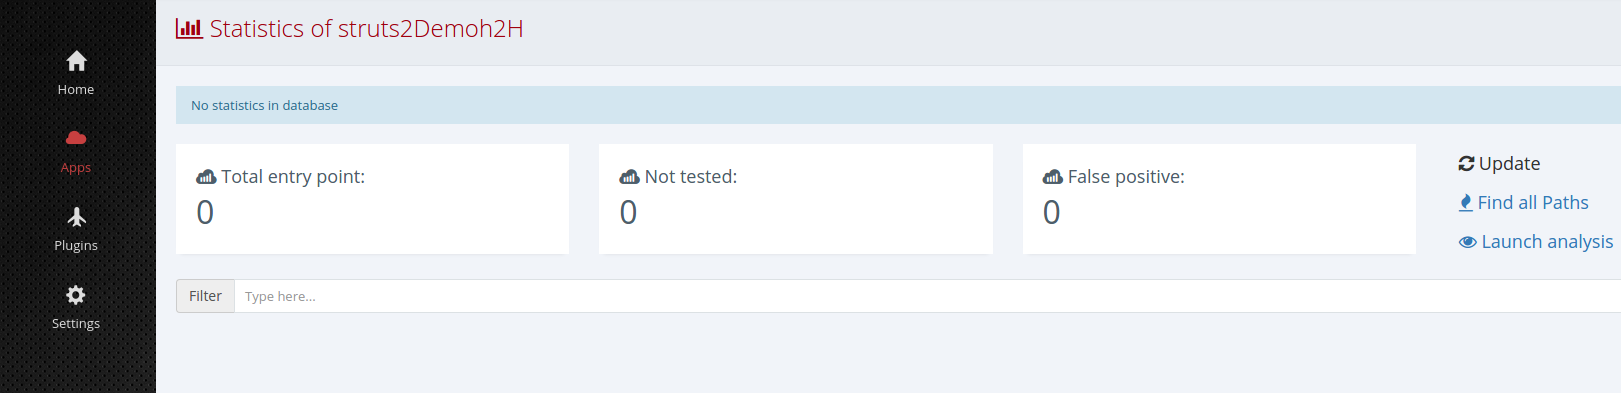 Home
Apps
Plugins
Settings
Statistics of struts2Demoh2H
No statistics in database
Total entry point:
0
Not tested:
0
False positive:
0
Update
Find all Paths
Launch analysis
Filter Type here...